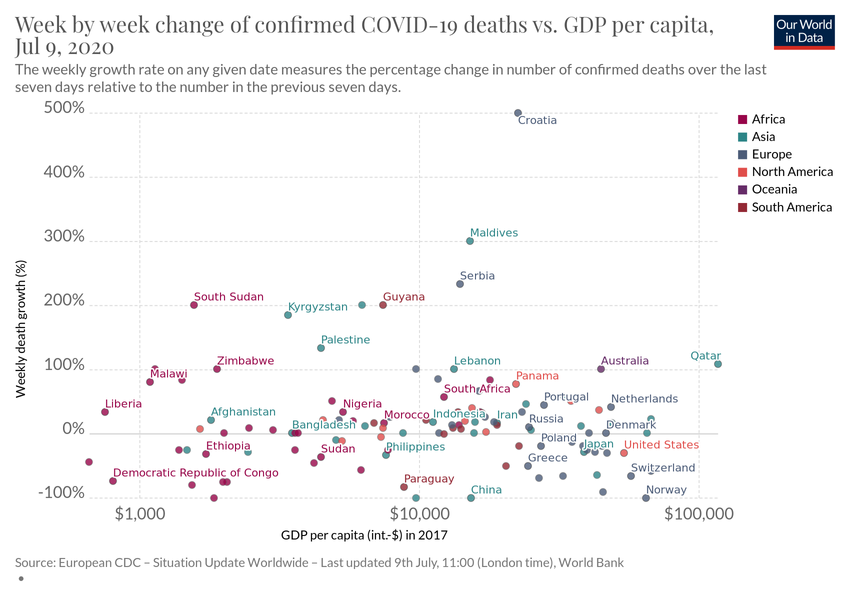 Week by week change of confirmed COVID-19 deaths vs. GDP per capita,
Jul 9, 2020
Our World
in Data
The weekly growth rate on any given date measures the percentage change in number of confirmed deaths over the last
seven days relative to the number in the previous seven days.
500%
Croatia
Africa
Asia
Europe
North America
Oceania
South America
400%
300%
Maldives
Serbia
200%
South Sudan
Kyrgyzstan
Guyana
Palestine
100%
Malawi
Zimbabwe
Lebanon
Panama
Australia
Qatar
Liberia
Afghanistan
Nigeria
South Africa
Portugal
Netherlands
Bangladesh
Morocco
Indonesia
Iran
Russia
Denmark
0%
Ethiopia
Sudan
Philippines
Poland
Japan
United States
Greece
Switzerland
Democratic Republic of Congo
Paraguay
China
Norway
-100%
Weekly death growth (%)
$1,000
$10,000
$100,000
GDP per capita (int.-$) in 2017
Source: European CDC – Situation Update Worldwide – Last updated 9th July, 11:00 (London time), World Bank